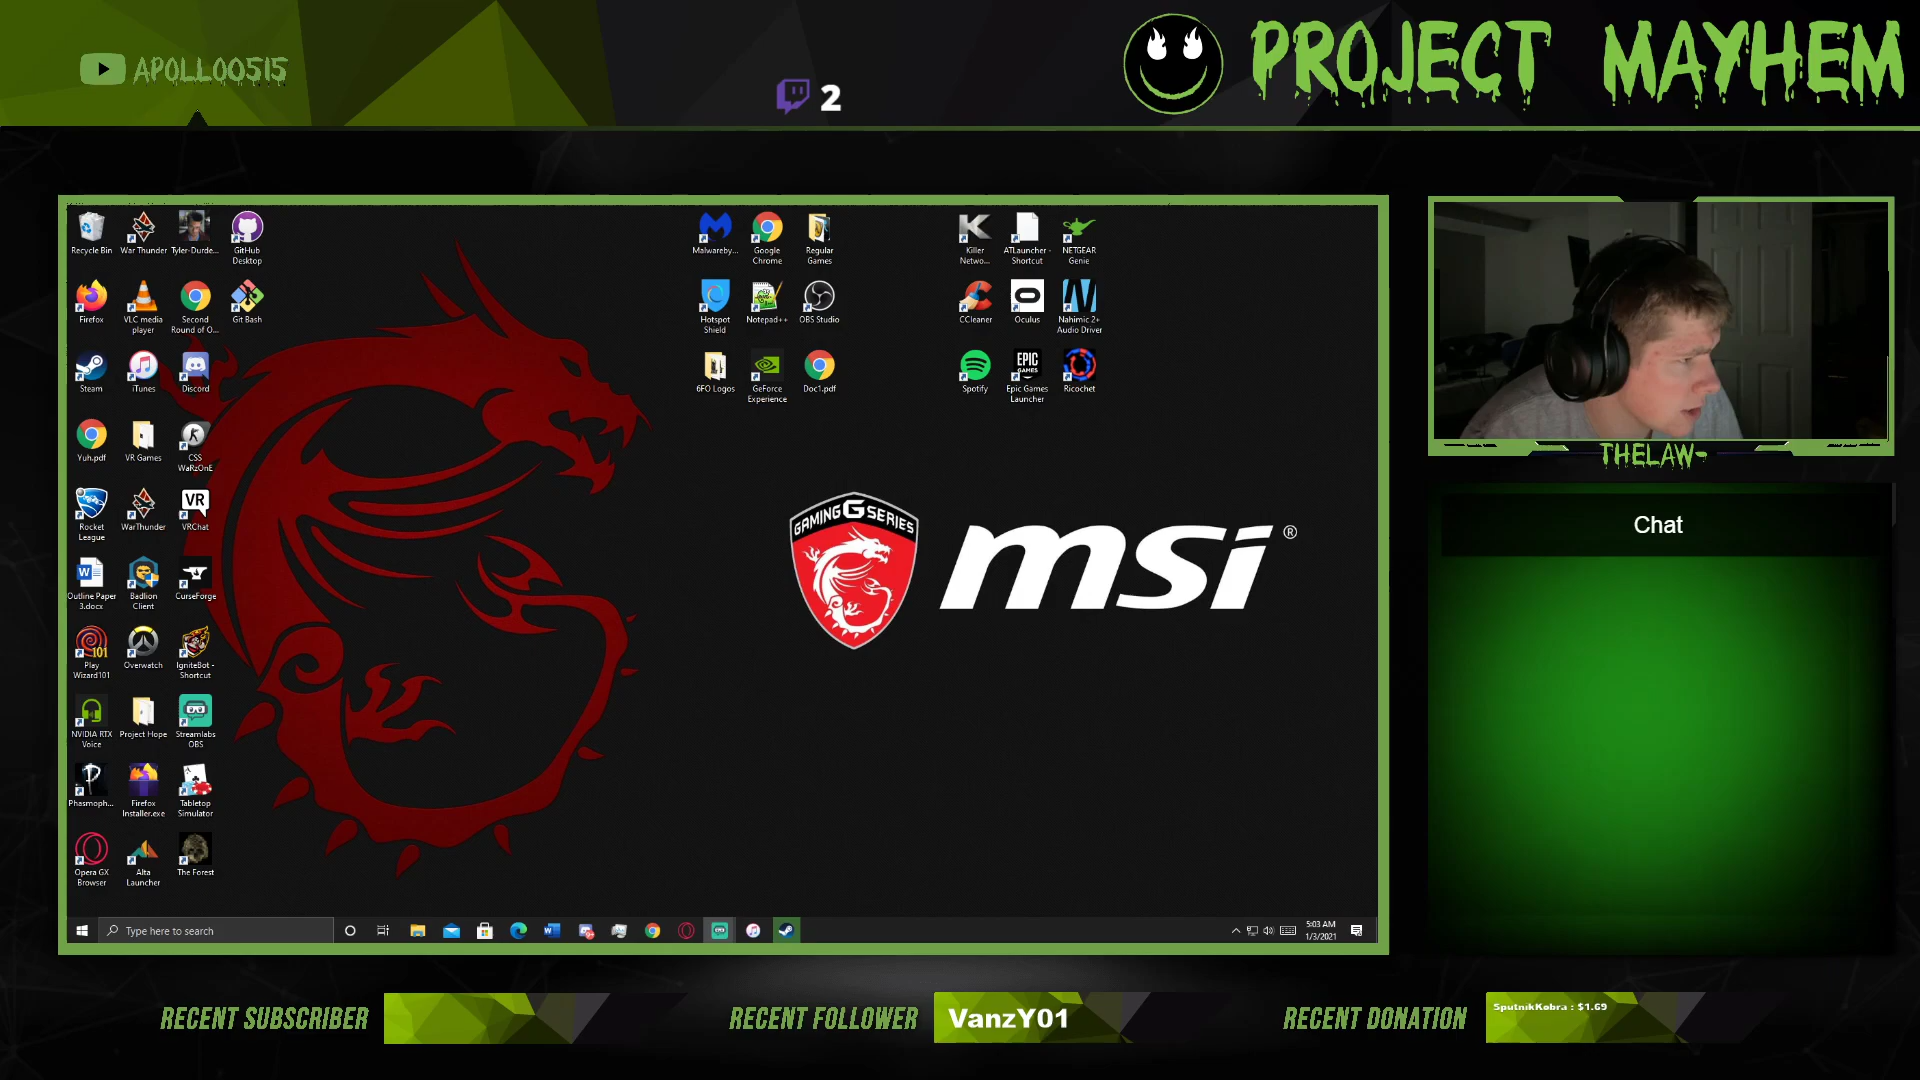 APOLLO0515
2
PROJECT MAYHEM
Recycle Bin
War Thunder
Tyler-Durde...
GitHub
Desktop
Malwareby...
Google
Chrome
Regular
Games
Killer
Netwo...
ATLauncher -
Shortcut
NETGEAR
Genie
Firefox
VLC media
player
Second
Round of O...
Git Bash
Hotspot
Shield
Notepad++
OBS Studio
CCleaner
Oculus
Nahimic 2+
Audio Driver
Steam
iTunes
Discord
6FO Logos
GeForce
Experience
Doc1.pdf
Spotify
EPIC
GAMES
Epic Games
Launcher
Ricochet
Yuh.pdf
VR Games
CSS
WaRzOnE
THELAW-
Rocket
League
WarThunder
VR
VRChat
GAMING G SERIES
msi®
Chat
Outline Paper
3.docx
Badlion
Client
CurseForge
101
Play
Wizard101
Overwatch
IgniteBot -
Shortcut
NVIDIA RTX
Voice
Project Hope
Streamlabs
OBS
Phasmoph...
Firefox
Installer.exe
Tabletop
Simulator
Opera GX
Browser
Alta
Launcher
The Forest
Type here to search
5:03 AM
1/3/2021
RECENT SUBSCRIBER
RECENT FOLLOWER
VanzY01
RECENT DONATION
SputnikKobra : $1.69